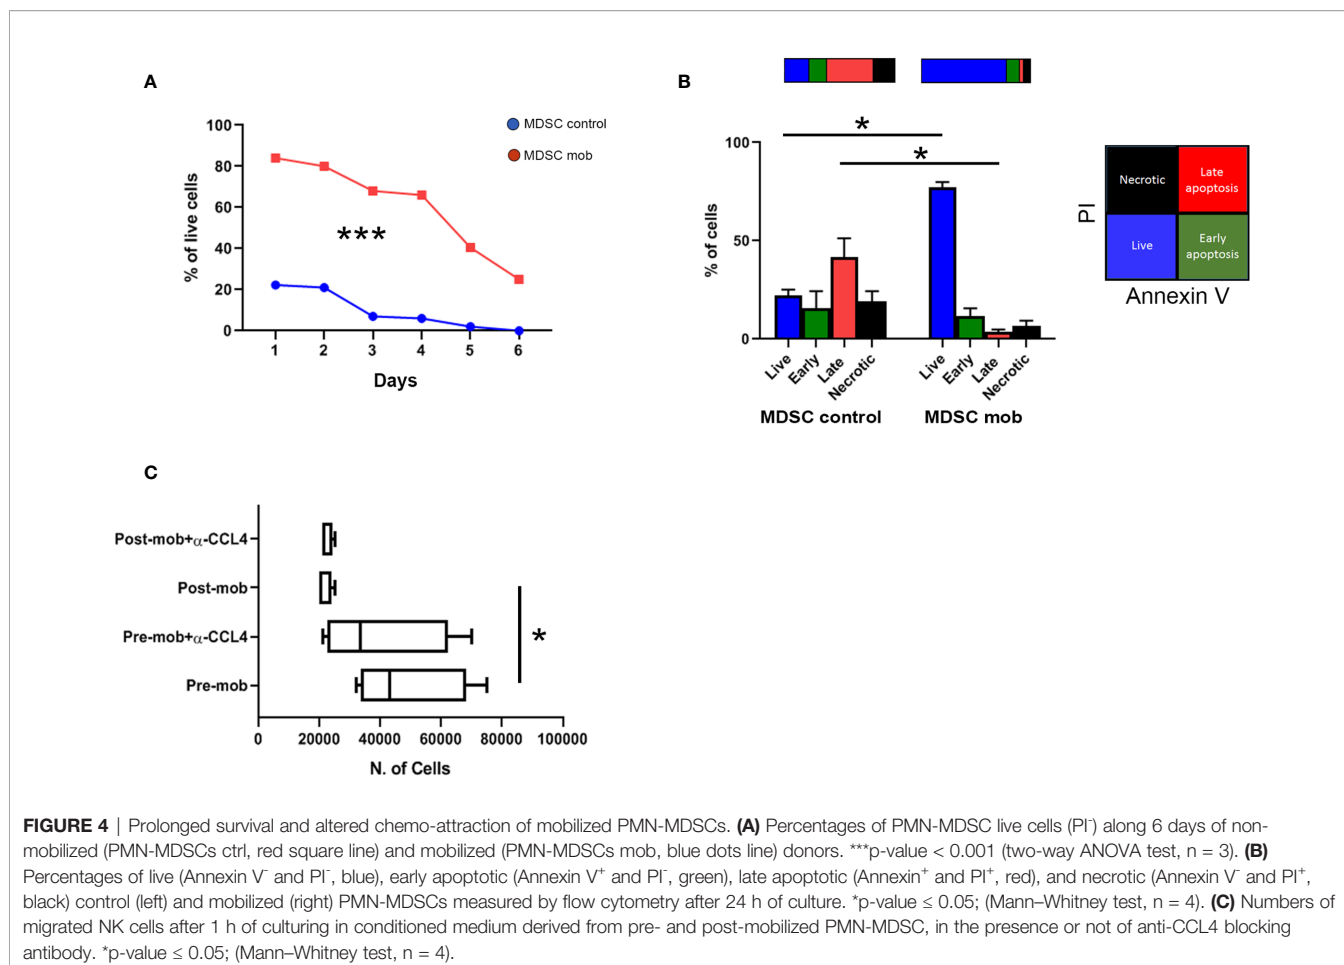 A
MDSC control
MDSC mob
***
% of live cells
100
80
60
40
20
0
1 2 3 4 5 6
Days
B
*
*
% of cells
100
50
0
Live Early Late Necrotic
Live Early Late Necrotic
MDSC control MDSC mob
PI
Necrotic
Late
apoptosis
Live
Early
apoptosis
Annexin V
C
Post-mob+α-CCL4
Post-mob
Pre-mob+α-CCL4
Pre-mob
*
0 20000 40000 60000 80000 100000
N. of Cells
FIGURE 4 | Prolonged survival and altered chemo-attraction of mobilized PMN-MDSCs. (A) Percentages of PMN-MDSC live cells (PI⁻) along 6 days of non-
mobilized (PMN-MDSCs ctrl, red square line) and mobilized (PMN-MDSCs mob, blue dots line) donors. ***p-value < 0.001 (two-way ANOVA test, n = 3). (B)
Percentages of live (Annexin V⁻ and PI⁻, blue), early apoptotic (Annexin V⁺ and PI⁻, green), late apoptotic (Annexin⁺ and PI⁺, red), and necrotic (Annexin V⁻ and PI⁺,
black) control (left) and mobilized (right) PMN-MDSCs measured by flow cytometry after 24 h of culture. *p-value ≤ 0.05; (Mann–Whitney test, n = 4). (C) Numbers of
migrated NK cells after 1 h of culturing in conditioned medium derived from pre- and post-mobilized PMN-MDSC, in the presence or not of anti-CCL4 blocking
antibody. *p-value ≤ 0.05; (Mann–Whitney test, n = 4).